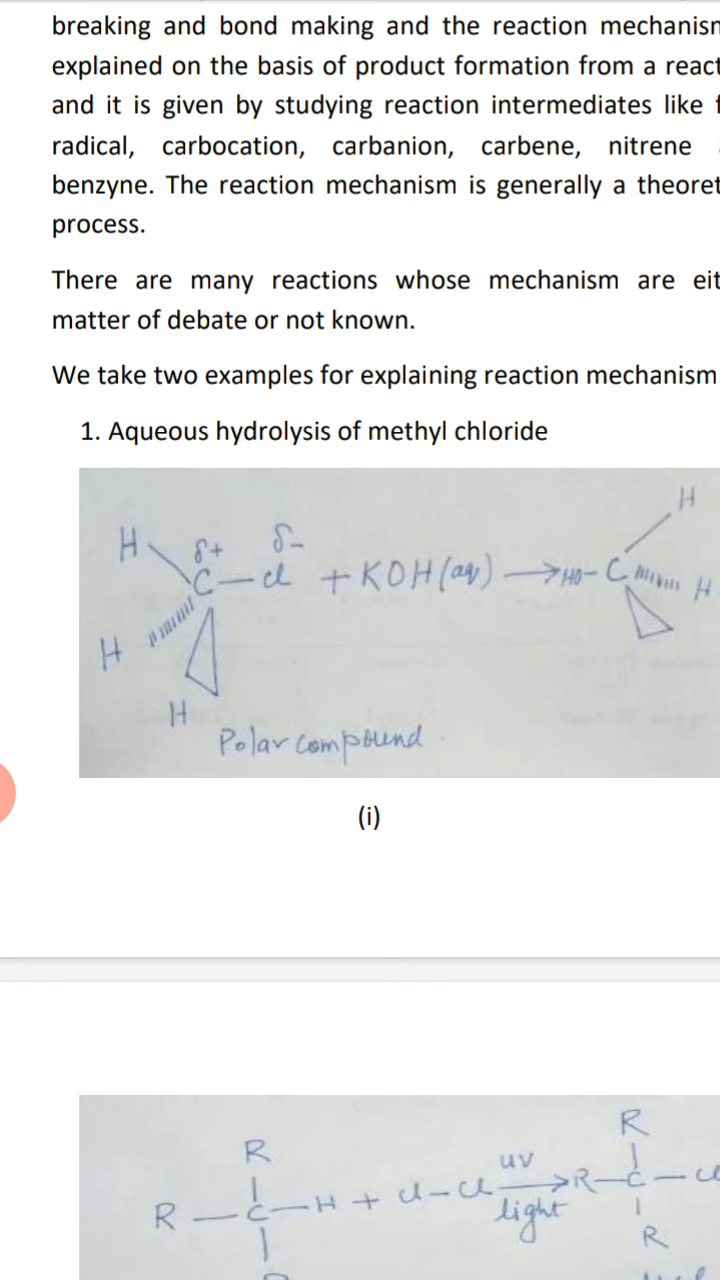 breaking and bond making and the reaction mechanism
explained on the basis of product formation from a react
and it is given by studying reaction intermediates like f
radical, carbocation, carbanion, carbene, nitrene
benzyne. The reaction mechanism is generally a theoret
process.
There are many reactions whose mechanism are eit
matter of debate or not known.
We take two examples for explaining reaction mechanism
1. Aqueous hydrolysis of methyl chloride
H
H δ+ δ-
C—cl + KOH(aq) → HO-C H
H
H
Polar compound.
(i)
R
R uv
R—C—H + cl-cl → R—C—cl
light
R